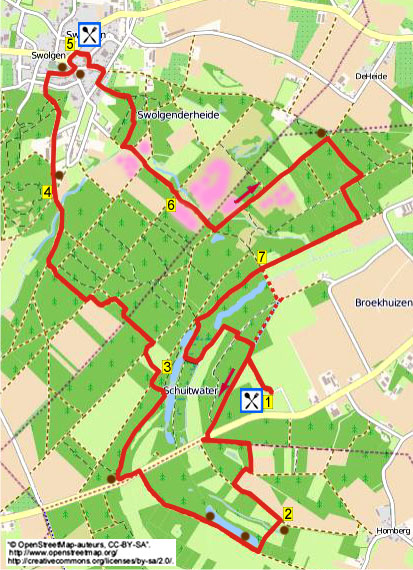 5
Swolgen
Swolgenderheide
DeHeide
4
6
7
Broekhuizen
3
Schuitwater
1
2
Homberg
"© OpenStreetMap-auteurs, CC-BY-SA".
http://www.openstreetmap.org/
http://creativecommons.org/licenses/by-sa/2.0/.